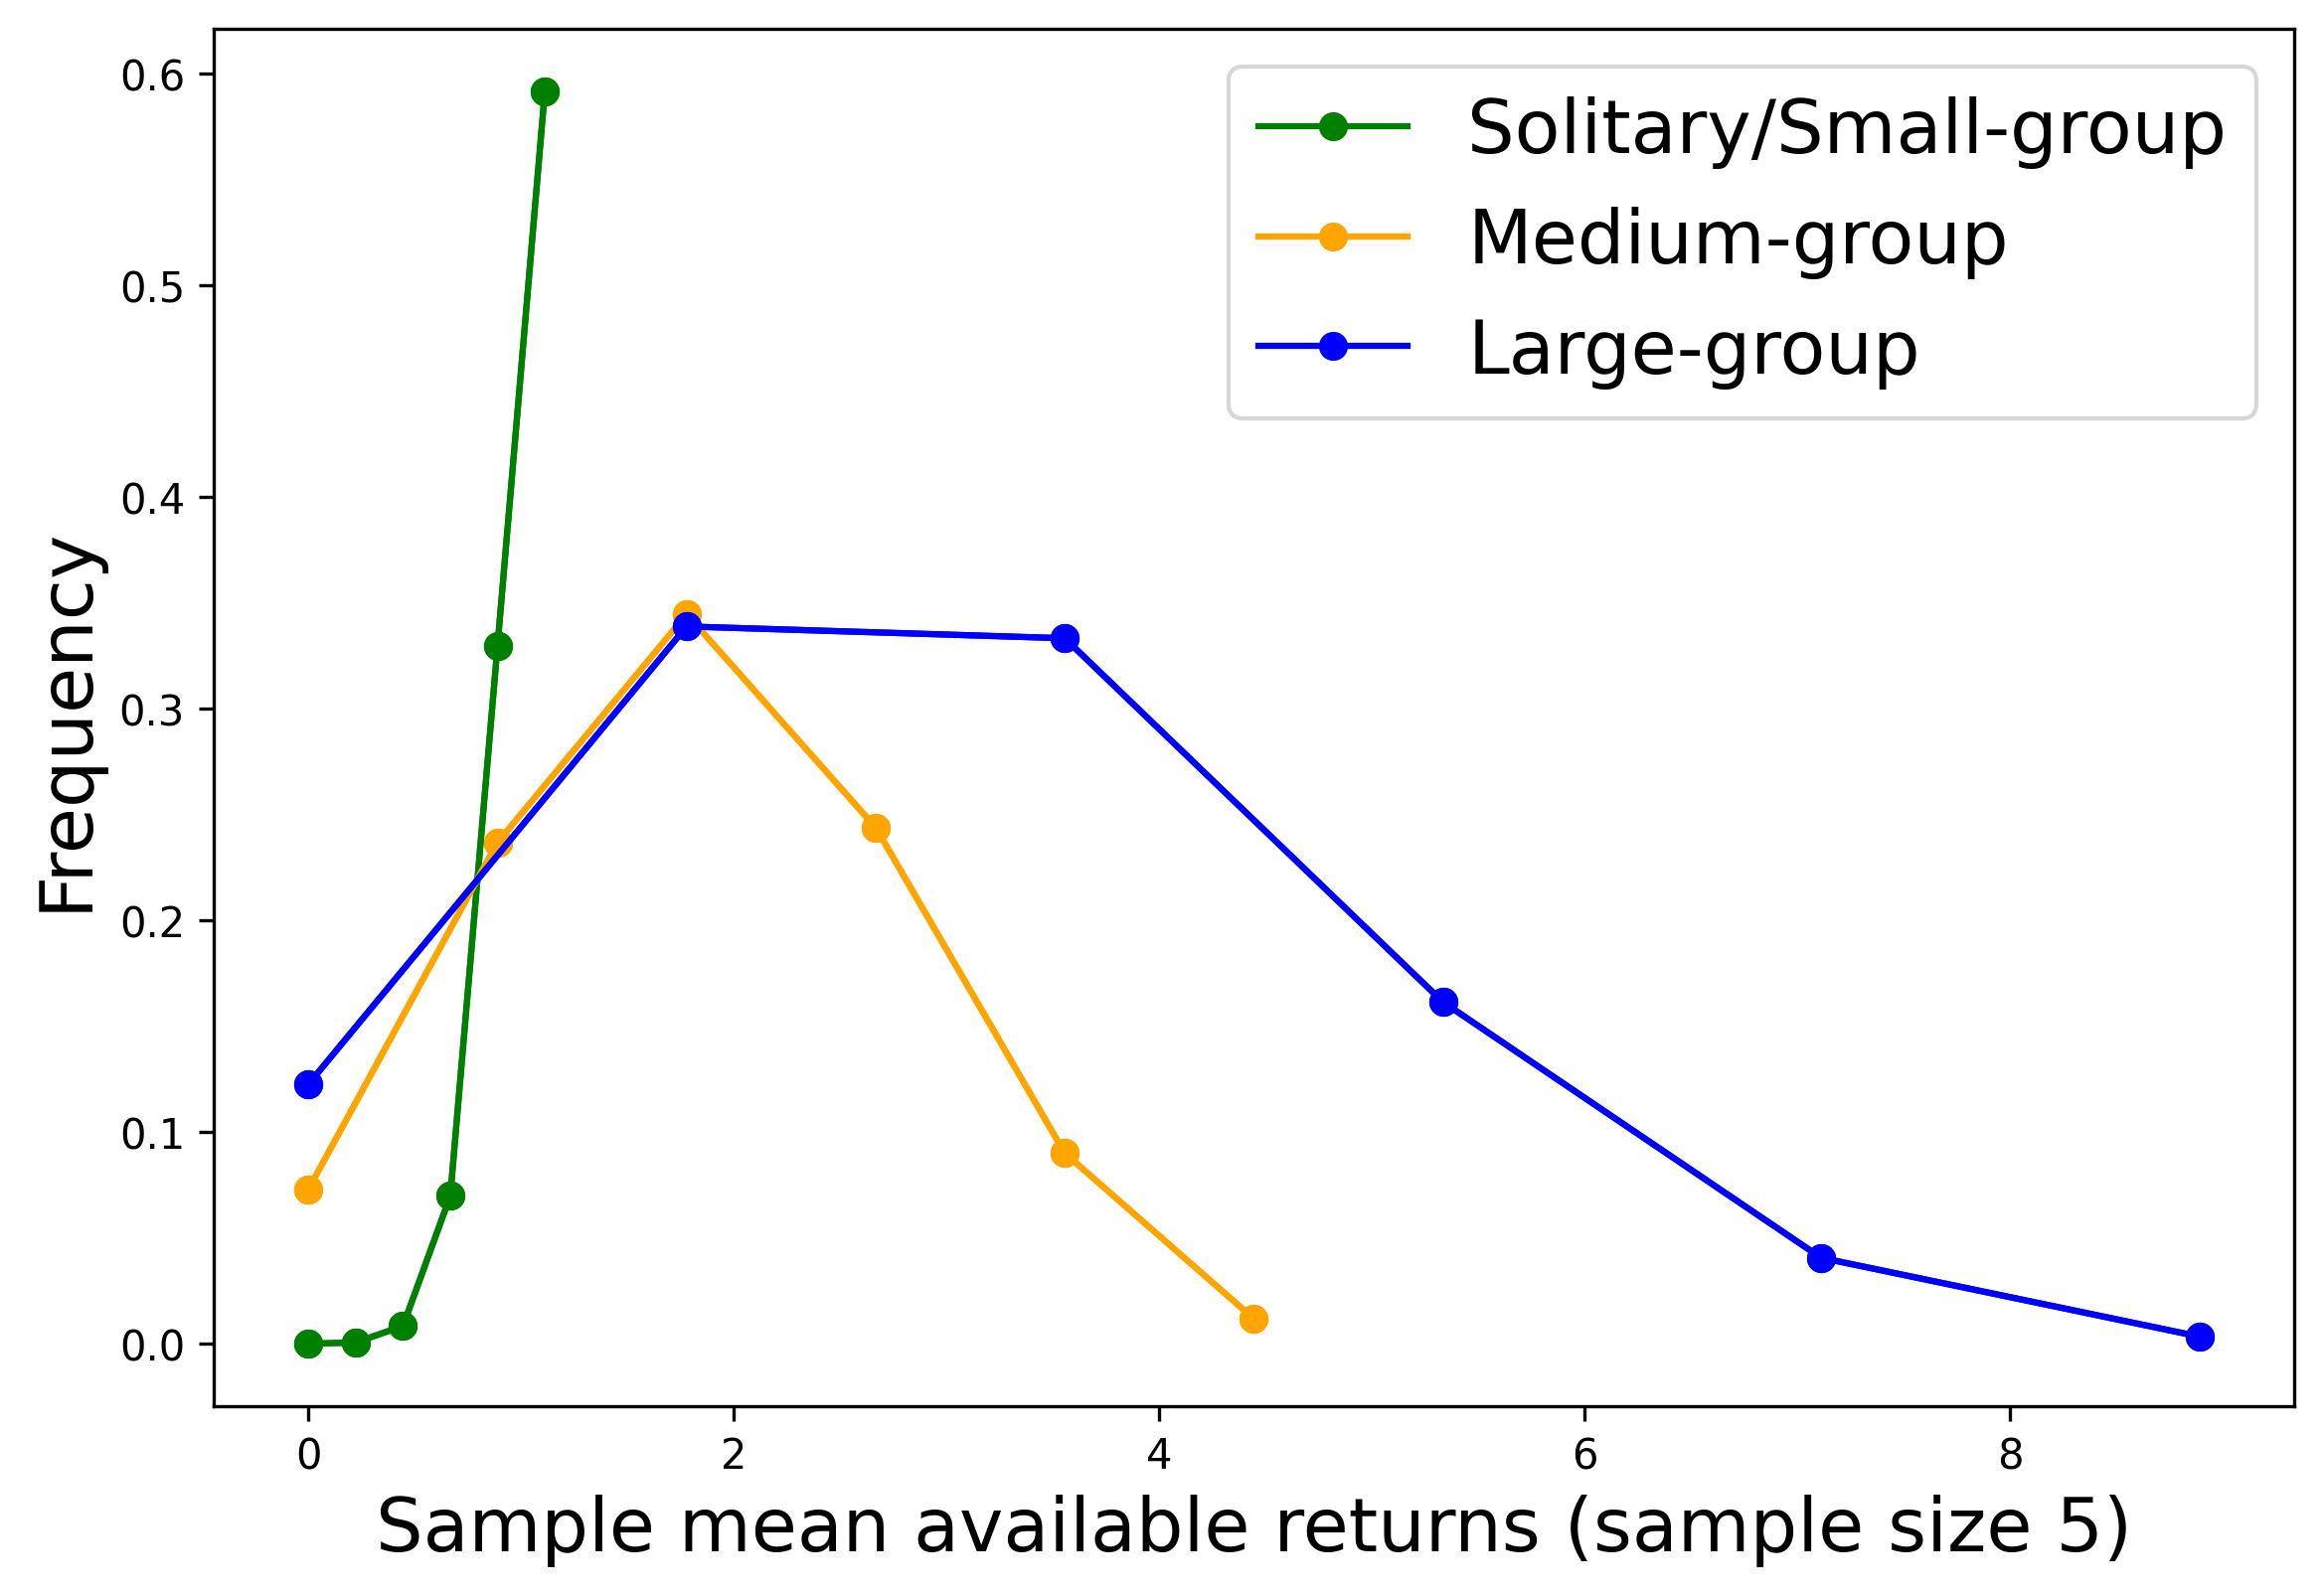 0.6
0.5
0.4
0.3
0.2
0.1
0.0
Frequency
Solitary/Small-group
Medium-group
Large-group
0 2 4 6 8
Sample mean available returns (sample size 5)